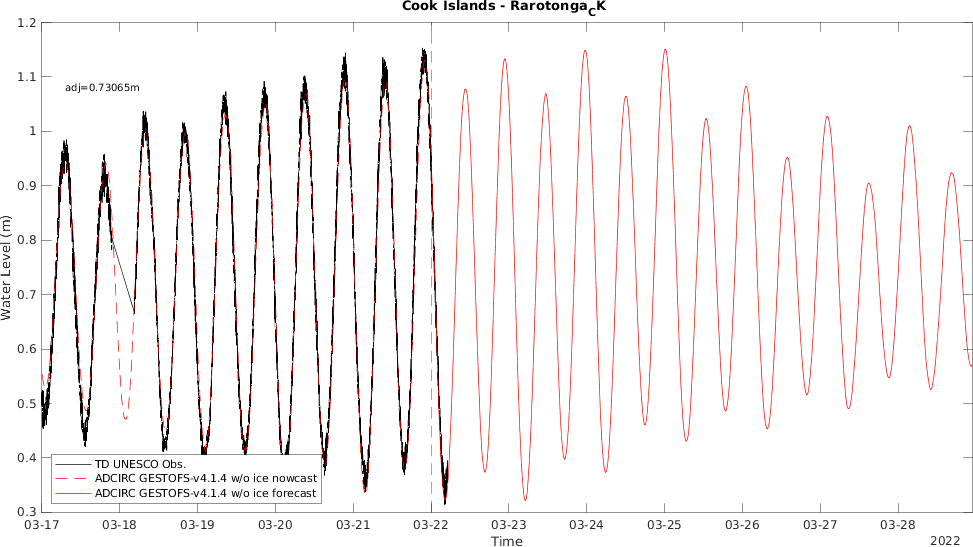 Cook Islands - Rarotonga_CK
1.2
1.1
1
0.9
0.8
0.7
0.6
0.5
0.4
0.3
Water Level (m)
adj=0.73065m
TD UNESCO Obs.
ADCIRC GESTOFS-v4.1.4 w/o ice nowcast
ADCIRC GESTOFS-v4.1.4 w/o ice forecast
03-17 03-18 03-19 03-20 03-21 03-22 03-23 03-24 03-25 03-26 03-27 03-28
Time
2022